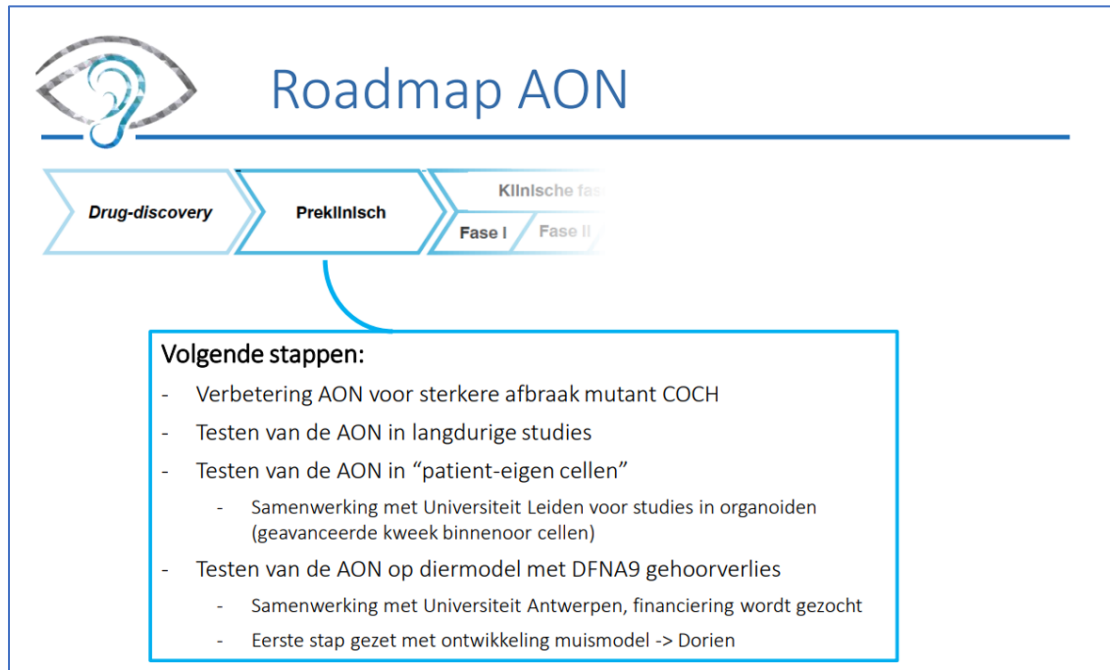 Roadmap AON
Drug-discovery
Preklinisch
Klinische fas
Fase I
Fase II
Volgende stappen:
- Verbetering AON voor sterkere afbraak mutant COCH
- Testen van de AON in langdurige studies
- Testen van de AON in “patient-eigen cellen”
- Samenwerking met Universiteit Leiden voor studies in organoiden
(geavanceerde kweek binnenoor cellen)
- Testen van de AON op diermodel met DFNA9 gehoorverlies
- Samenwerking met Universiteit Antwerpen, financiering wordt gezocht
- Eerste stap gezet met ontwikkeling muismodel -> Dorien